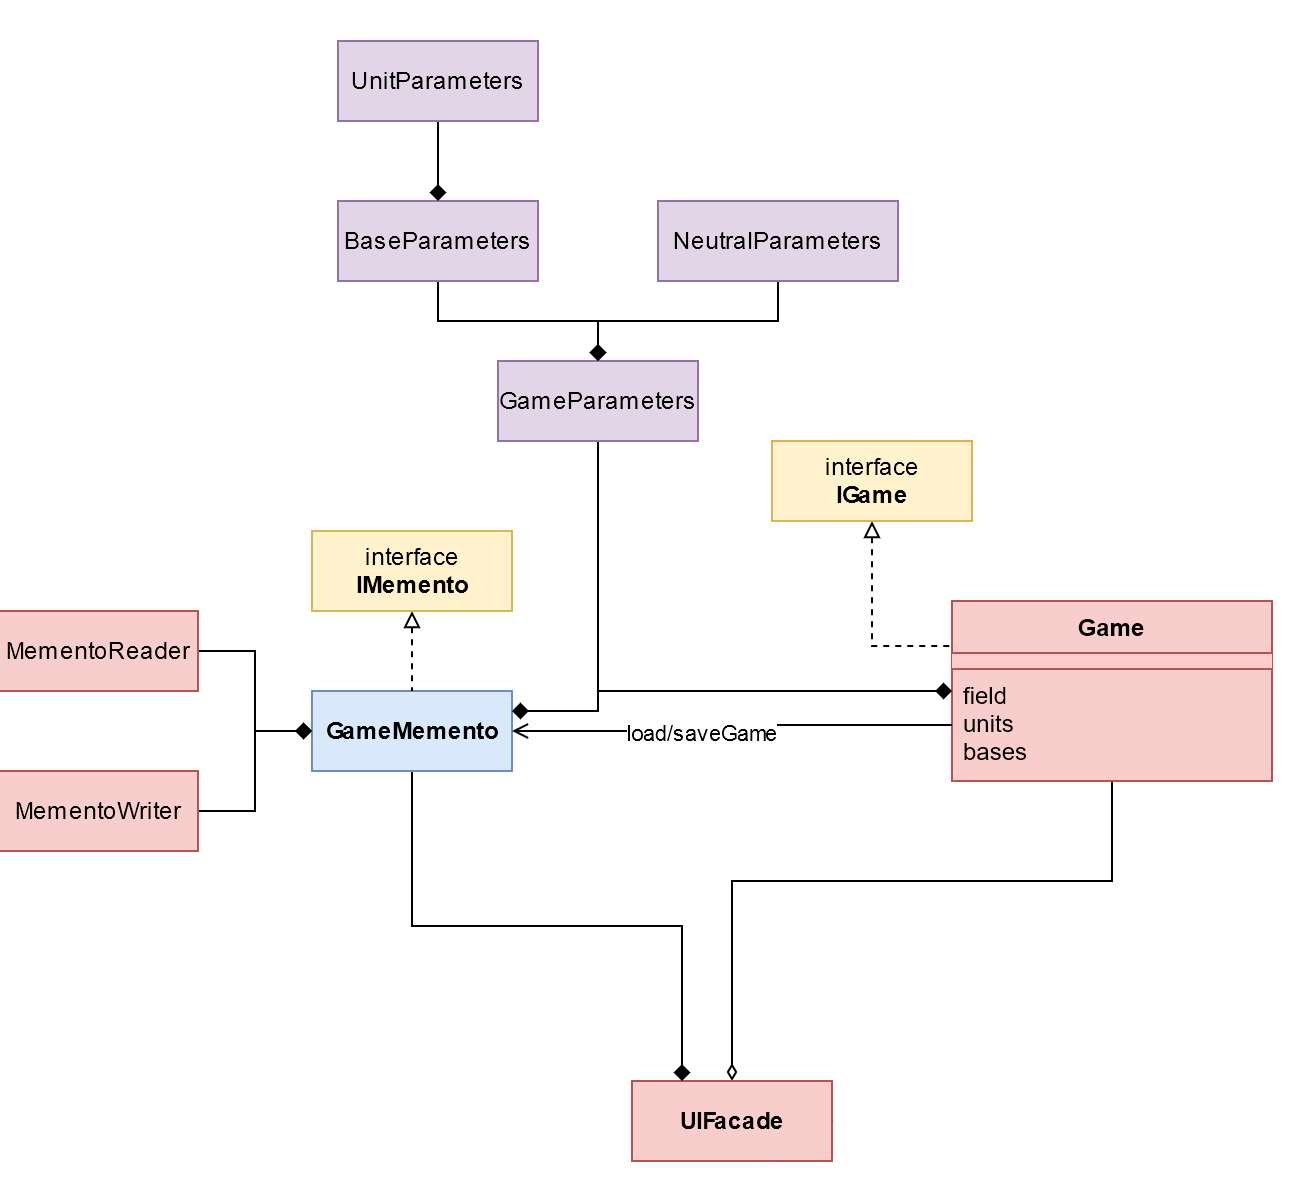 UnitParameters
BaseParameters
NeutralParameters
GameParameters
interface
IGame
interface
IMemento
Game
MementoReader
field
units
bases
GameMemento
load/saveGame
MementoWriter
UIFacade